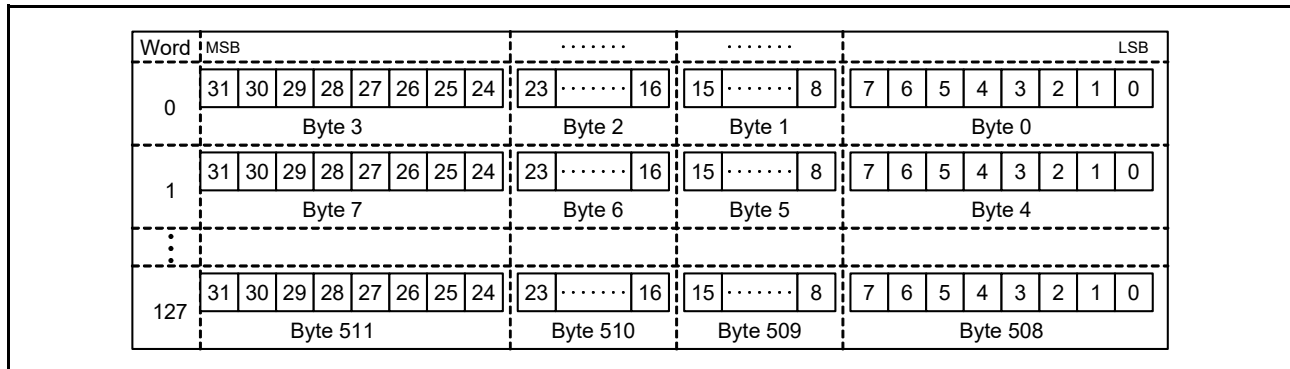 Word MSB ······· ······· LSB
0 31 30 29 28 27 26 25 24 23 ······· 16 15 ······· 8 7 6 5 4 3 2 1 0
Byte 3 Byte 2 Byte 1 Byte 0
1 31 30 29 28 27 26 25 24 23 ······· 16 15 ······· 8 7 6 5 4 3 2 1 0
Byte 7 Byte 6 Byte 5 Byte 4
⋮
127 31 30 29 28 27 26 25 24 23 ······· 16 15 ······· 8 7 6 5 4 3 2 1 0
Byte 511 Byte 510 Byte 509 Byte 508